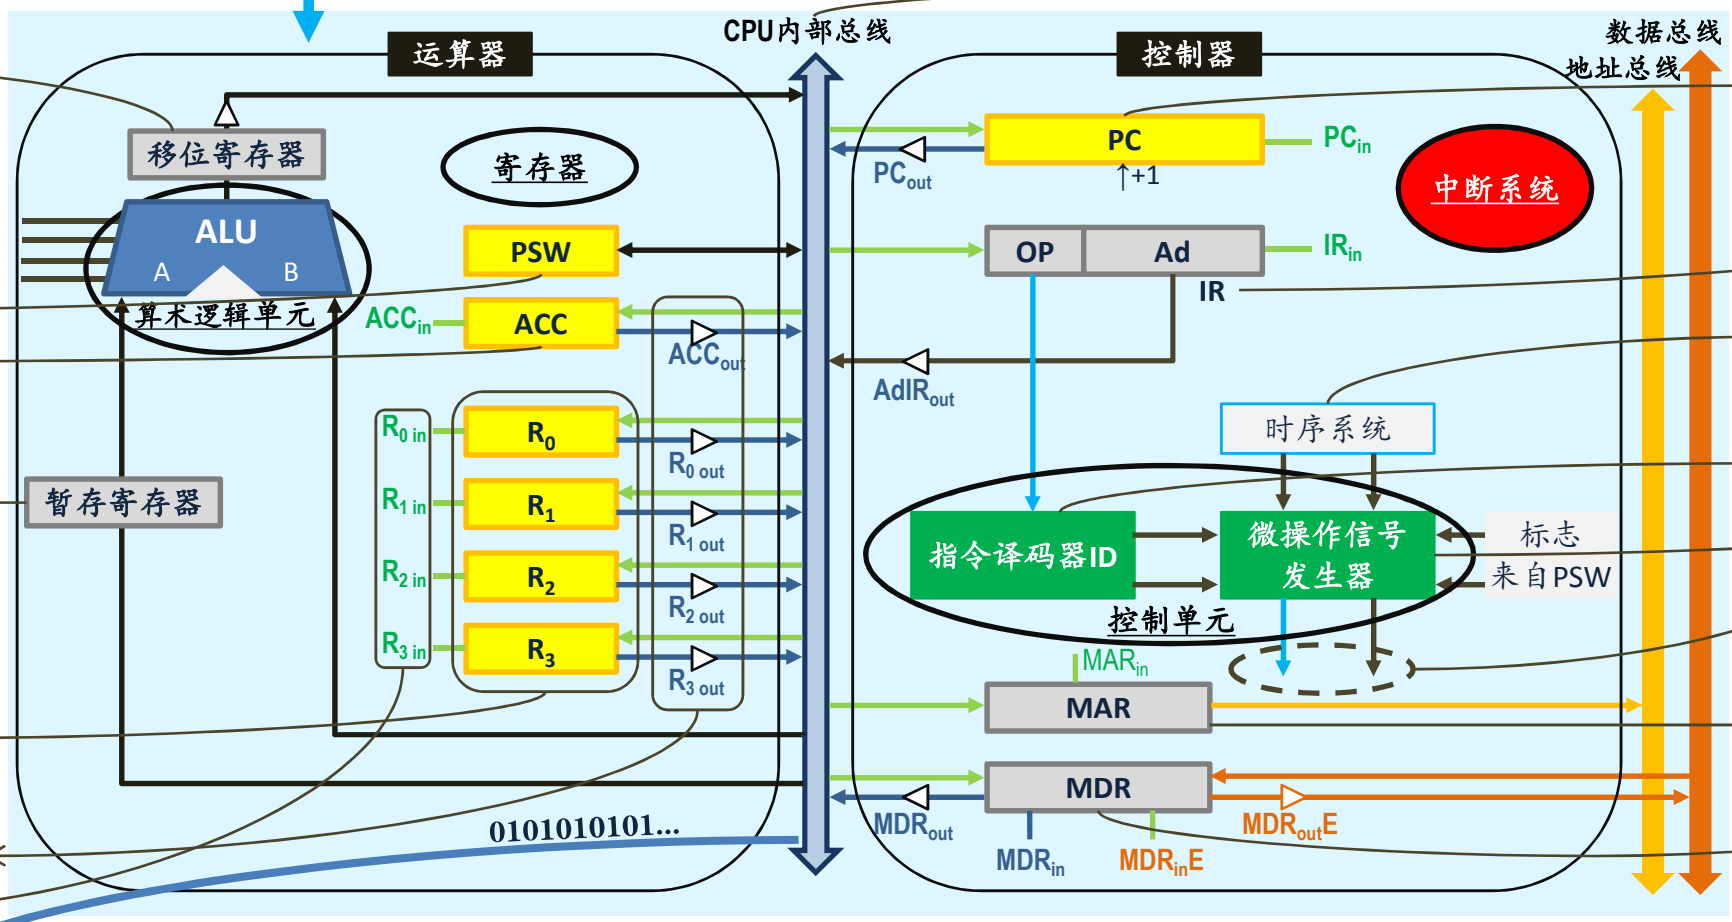 CPU内部总线
数据总线
地址总线
运算器
控制器
移位寄存器
寄存器
PC
PCin
PCout
↑+1
中断系统
ALU
A
B
算术逻辑单元
PSW
OP
Ad
IRin
IR
ACCin
ACC
ACCout
AdIRout
时序系统
R0 in
R0
R0 out
暂存寄存器
R1 in
R1
R1 out
指令译码器ID
微操作信号
发生器
标志
来自PSW
R2 in
R2
R2 out
控制单元
R3 in
R3
R3 out
MARin
MAR
MDR
0101010101...
MDRout
MDRoutE
MDRin
MDRinE